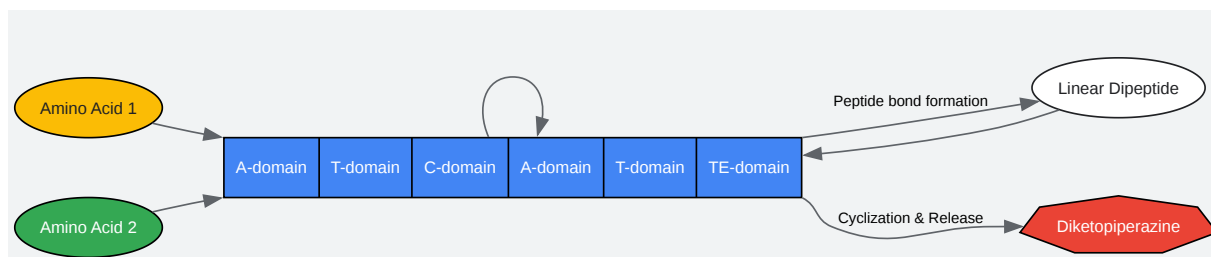 Amino Acid 1
Amino Acid 2
A-domain
T-domain
C-domain
A-domain
T-domain
TE-domain
Peptide bond formation
Linear Dipeptide
Cyclization & Release
Diketopiperazine